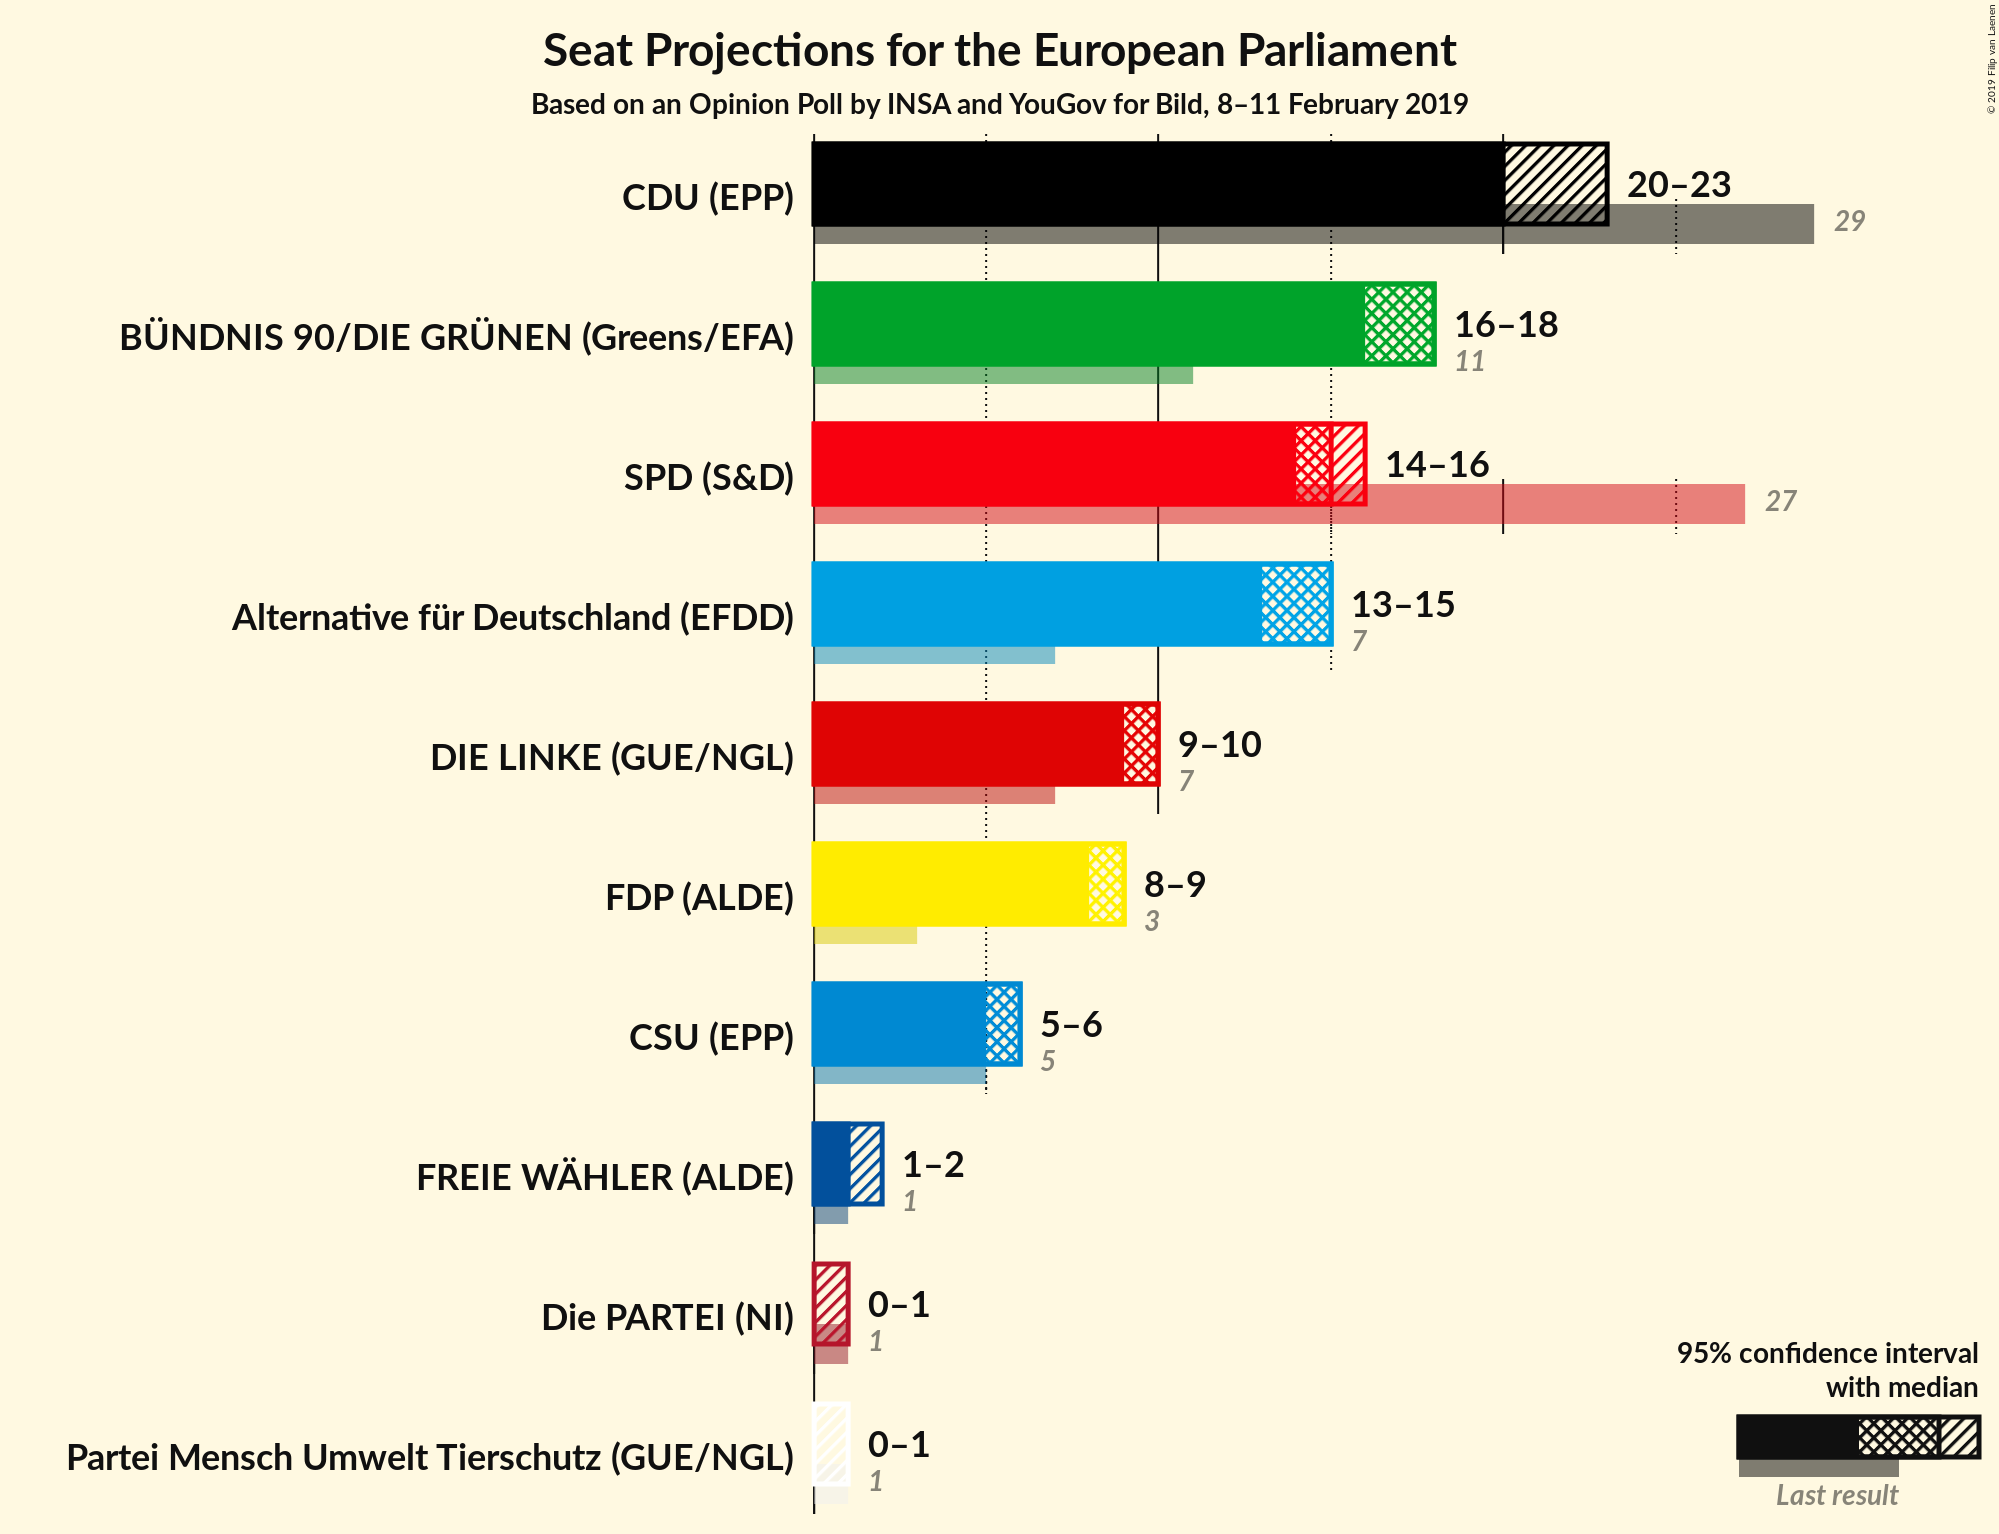 Seat Projections for the European Parliament
Based on an Opinion Poll by INSA and YouGov for Bild, 8–11 February 2019
© 2019 Filip van Laenen
CDU (EPP)
20–23
29
BÜNDNIS 90/DIE GRÜNEN (Greens/EFA)
16–18
11
SPD (S&D)
14–16
27
Alternative für Deutschland (EFDD)
13–15
7
DIE LINKE (GUE/NGL)
9–10
7
FDP (ALDE)
8–9
3
CSU (EPP)
5–6
5
FREIE WÄHLER (ALDE)
1–2
1
Die PARTEI (NI)
0–1
1
Partei Mensch Umwelt Tierschutz (GUE/NGL)
0–1
1
95% confidence interval
with median
Last result